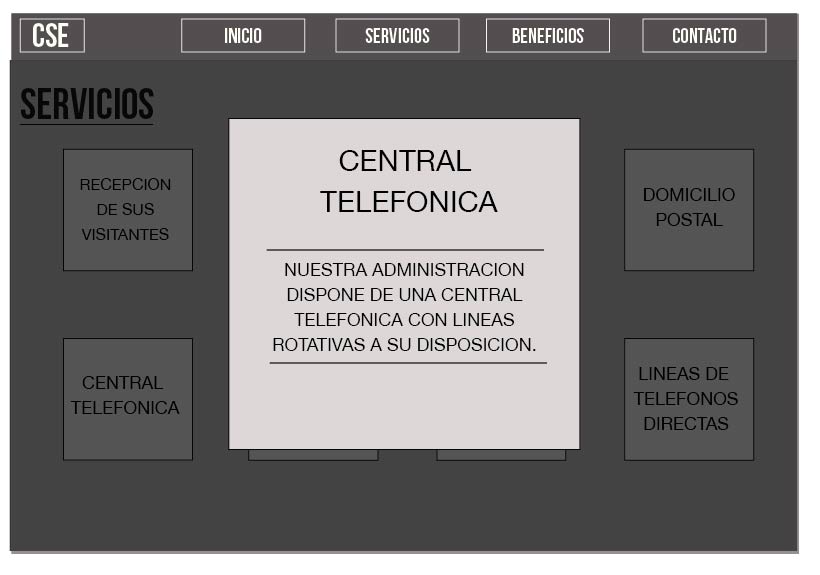 CSE
INICIO
SERVICIOS
BENEFICIOS
CONTACTO
SERVICIOS
RECEPCION
DE SUS
VISITANTES
CENTRAL
TELEFONICA
CENTRAL
TELEFONICA
NUESTRA ADMINISTRACION
DISPONE DE UNA CENTRAL
TELEFONICA CON LINEAS
ROTATIVAS A SU DISPOSICION.
DOMICILIO
POSTAL
LINEAS DE
TELEFONOS
DIRECTAS